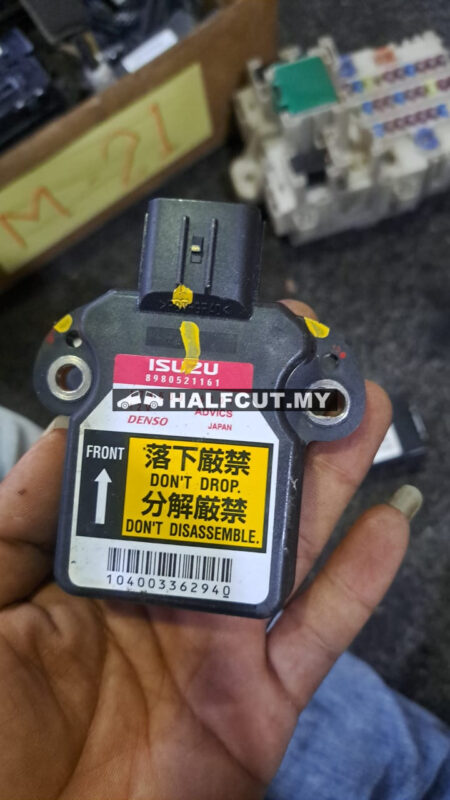 M-21
ISUZU
8980521161
HALFCUT.MY
DENSO
ADVICS
JAPAN
FRONT
落下厳禁
DON'T DROP.
分解厳禁
DON'T DISASSEMBLE.
104003362940